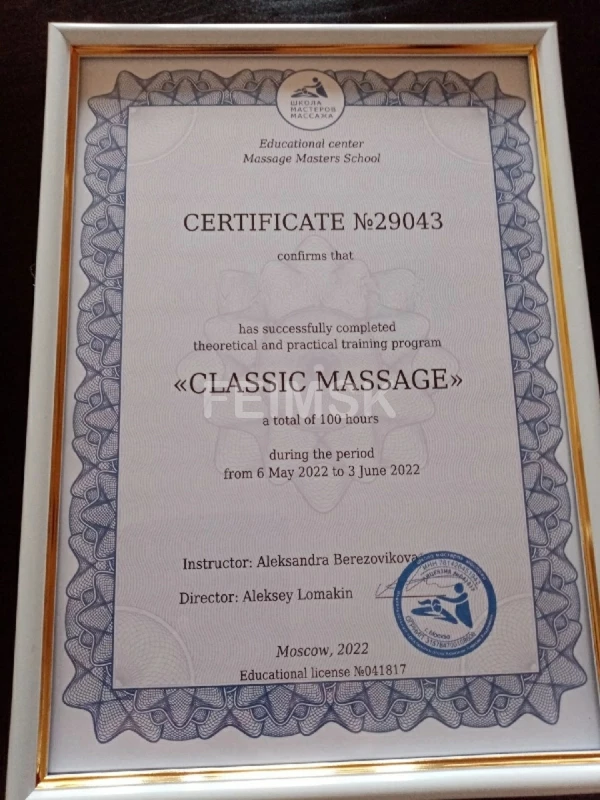 ШКОЛА
МАСТЕРОВ
МАССАЖА
Educational center
Massage Masters School
CERTIFICATE №29043
confirms that
has successfully completed
theoretical and practical training program
«CLASSIC MASSAGE»
FEIMSK
a total of 100 hours
during the period
from 6 May 2022 to 3 June 2022
Instructor: Aleksandra Berezovikova
Director: Aleksey Lomakin
г. Москва
Moscow, 2022
Educational license №041817